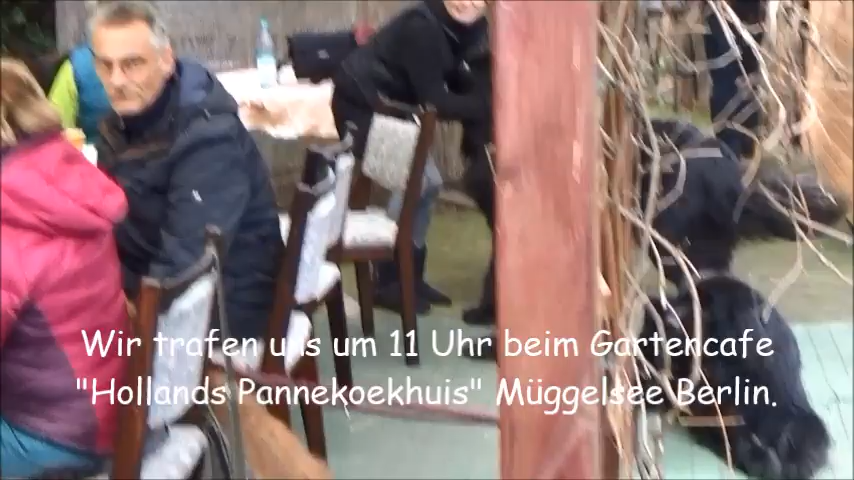 Wir trafen uns um 11 Uhr beim Gartencafe
"Hollands Pannekoekhuis" Müggelsee Berlin.